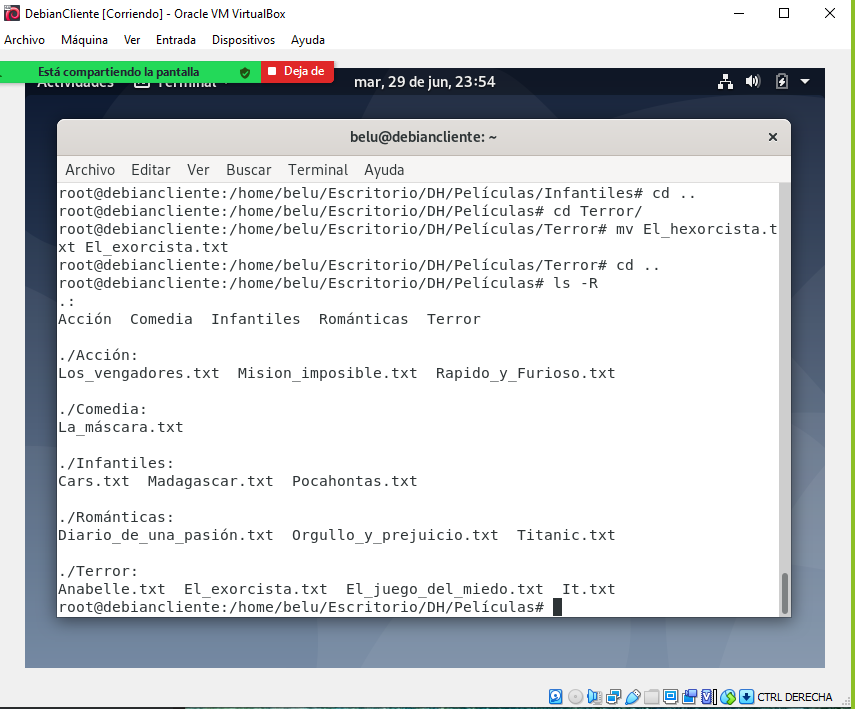 DebianCliente [Corriendo] - Oracle VM VirtualBox
Archivo Máquina Ver Entrada Dispositivos Ayuda
Está compartiendo la pantalla Deja de
Actividades Terminal mar, 29 de jun, 23:54
belu@debiancliente: ~
Archivo Editar Ver Buscar Terminal Ayuda
root@debiancliente:/home/belu/Escritorio/DH/Películas/Infantiles# cd ..
root@debiancliente:/home/belu/Escritorio/DH/Películas# cd Terror/
root@debiancliente:/home/belu/Escritorio/DH/Películas/Terror# mv El_hexorcista.t
xt El_exorcista.txt
root@debiancliente:/home/belu/Escritorio/DH/Películas/Terror# cd ..
root@debiancliente:/home/belu/Escritorio/DH/Películas# ls -R
.:
Acción Comedia Infantiles Románticas Terror
./Acción:
Los_vengadores.txt Mision_imposible.txt Rapido_y_Furioso.txt
./Comedia:
La_máscara.txt
./Infantiles:
Cars.txt Madagascar.txt Pocahontas.txt
./Románticas:
Diario_de_una_pasión.txt Orgullo_y_prejuicio.txt Titanic.txt
./Terror:
Anabelle.txt El_exorcista.txt El_juego_del_miedo.txt It.txt
root@debiancliente:/home/belu/Escritorio/DH/Películas#
CTRL DERECHA